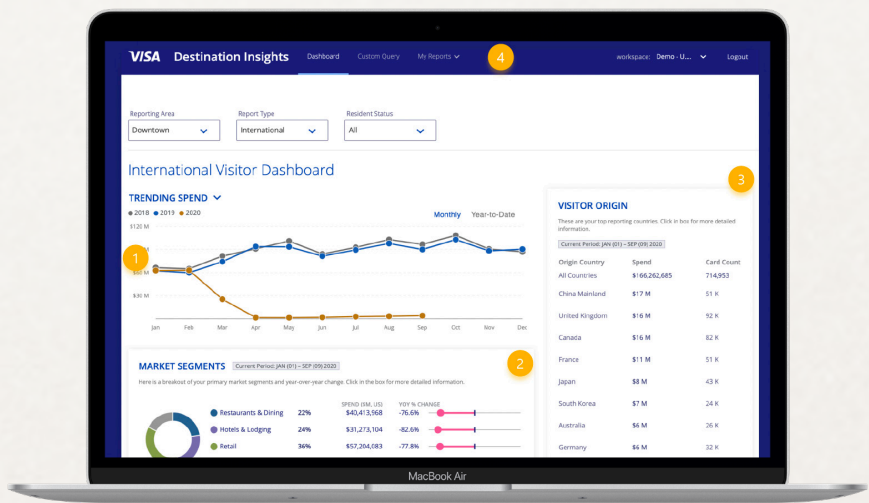 VISA Destination Insights Dashboard Custom Query My Reports 4 workspace: Demo - U... Logout
Reporting Area Report Type Resident Status
Downtown International All
International Visitor Dashboard
3
TRENDING SPEND
2018 2019 2020 Monthly Year-to-Date
$120 M
M
1
$60 M
$30 M
Jan Feb Mar Apr May Jun Jul Aug Sep Oct Nov Dec
MARKET SEGMENTS Current Period: JAN (01) – SEP (09) 2020
2
Here is a breakout of your primary market segments and year-over-year change. Click in the box for more detailed information.
SPEND ($M, US) YOY % CHANGE
Restaurants & Dining 22% $40,413,968 -76.6%
Hotels & Lodging 24% $31,273,104 -82.6%
Retail 36% $57,204,083 -77.8%
VISITOR ORIGIN
These are your top reporting countries. Click in box for more detailed
information.
Current Period: JAN (01) – SEP (09) 2020
Origin Country Spend Card Count
All Countries $166,262,685 714,953
China Mainland $17 M 51 K
United Kingdom $16 M 92 K
Canada $16 M 82 K
France $11 M 51 K
Japan $8 M 43 K
South Korea $7 M 24 K
Australia $6 M 26 K
Germany $6 M 32 K
MacBook Air